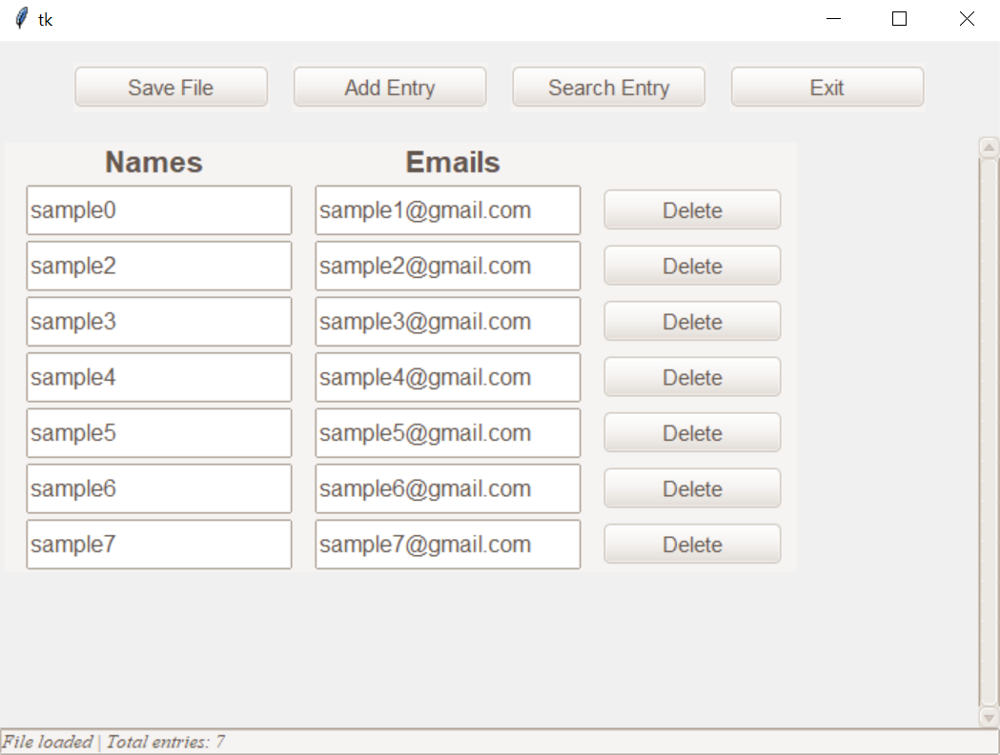 tk
Save File Add Entry Search Entry Exit
Names Emails
sample0 sample1@gmail.com Delete
sample2 sample2@gmail.com Delete
sample3 sample3@gmail.com Delete
sample4 sample4@gmail.com Delete
sample5 sample5@gmail.com Delete
sample6 sample6@gmail.com Delete
sample7 sample7@gmail.com Delete
File loaded | Total entries: 7